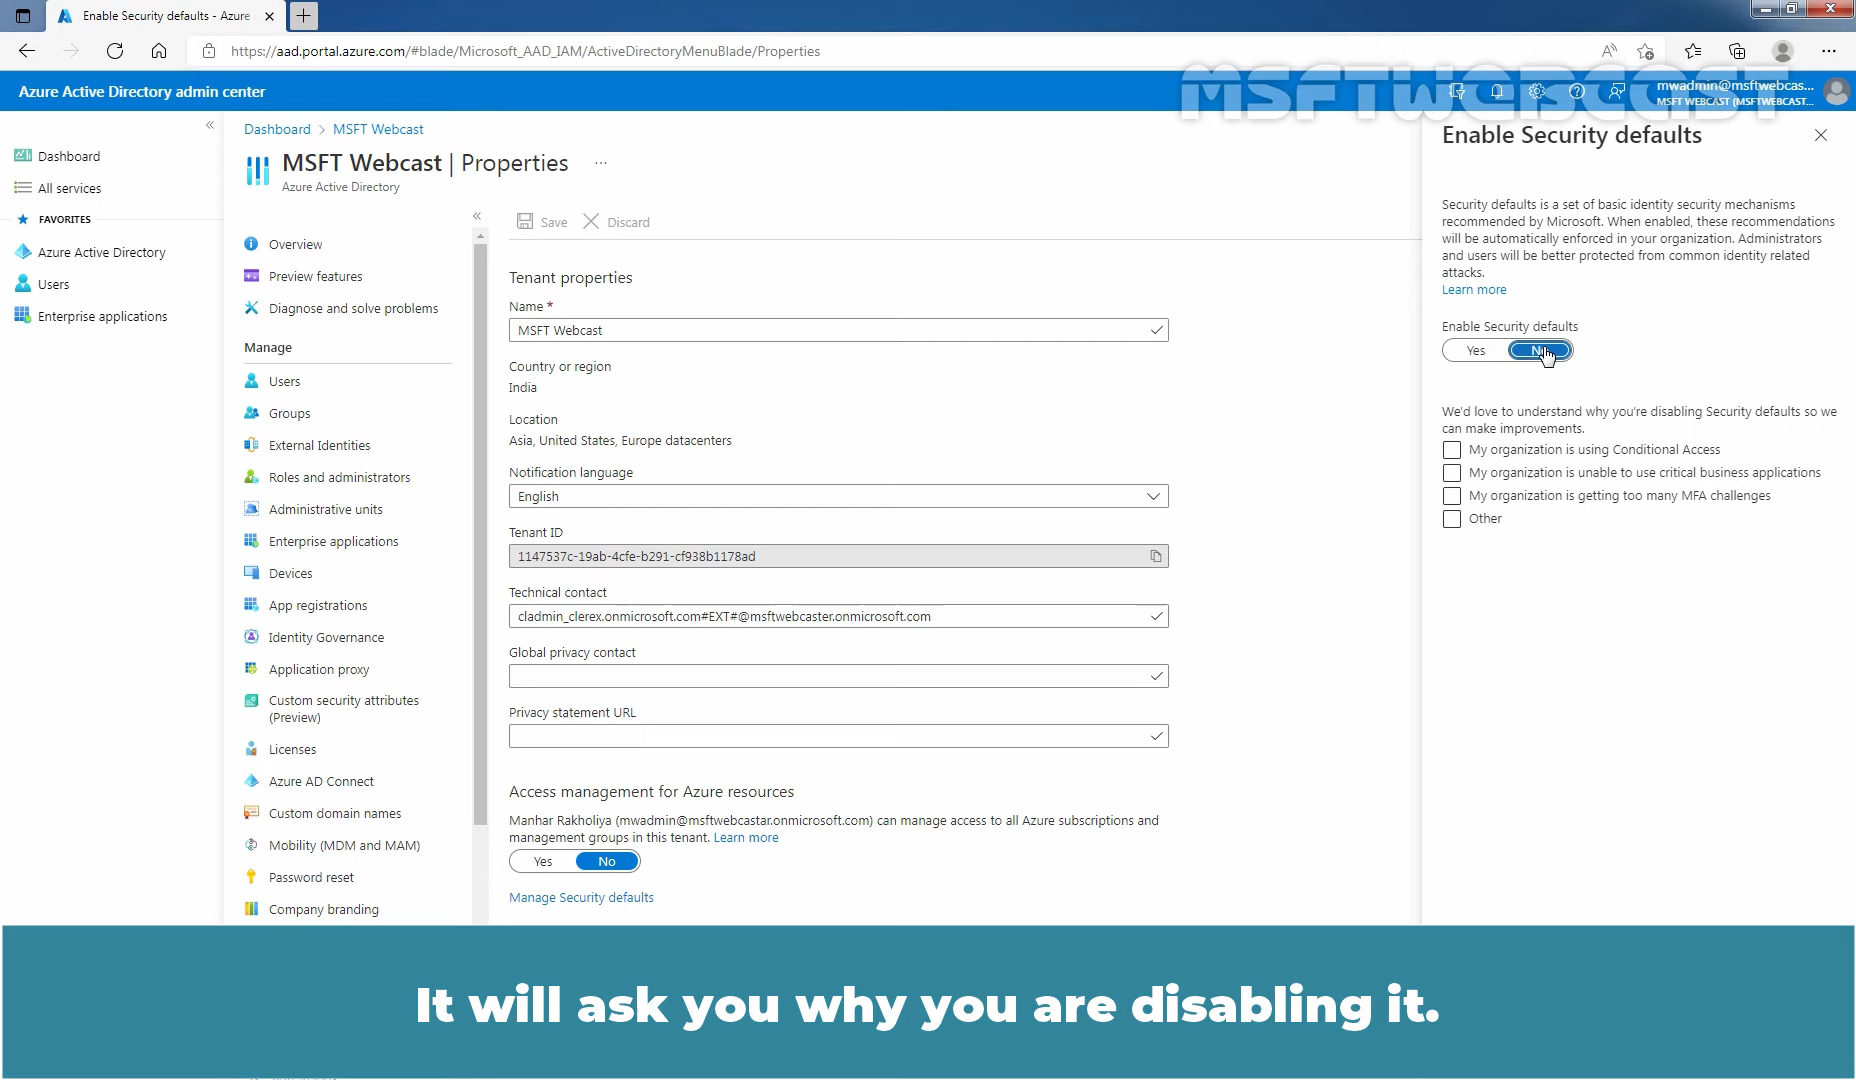 Enable Security defaults - Azure
https://aad.portal.azure.com/#blade/Microsoft_AAD_IAM/ActiveDirectoryMenuBlade/Properties
MSFTWEBCAST
Azure Active Directory admin center
mwadmin@msftwebcas...
MSFT WEBCAST (MSFTWEBCAST...
Dashboard
All services
FAVORITES
Azure Active Directory
Users
Enterprise applications
Dashboard > MSFT Webcast
MSFT Webcast | Properties ...
Azure Active Directory
Overview
Preview features
Diagnose and solve problems
Manage
Users
Groups
External Identities
Roles and administrators
Administrative units
Enterprise applications
Devices
App registrations
Identity Governance
Application proxy
Custom security attributes
(Preview)
Licenses
Azure AD Connect
Custom domain names
Mobility (MDM and MAM)
Password reset
Company branding
Save Discard
Tenant properties
Name *
MSFT Webcast
Country or region
India
Location
Asia, United States, Europe datacenters
Notification language
English
Tenant ID
1147537c-19ab-4cfe-b291-cf938b1178ad
Technical contact
cladmin_clerex.onmicrosoft.com#EXT#@msftwebcaster.onmicrosoft.com
Global privacy contact
Privacy statement URL
Access management for Azure resources
Manhar Rakholiya (mwadmin@msftwebcastar.onmicrosoft.com) can manage access to all Azure subscriptions and
management groups in this tenant. Learn more
Yes No
Manage Security defaults
Enable Security defaults
Security defaults is a set of basic identity security mechanisms
recommended by Microsoft. When enabled, these recommendations
will be automatically enforced in your organization. Administrators
and users will be better protected from common identity related
attacks.
Learn more
Enable Security defaults
Yes No
We'd love to understand why you're disabling Security defaults so we
can make improvements.
My organization is using Conditional Access
My organization is unable to use critical business applications
My organization is getting too many MFA challenges
Other
It will ask you why you are disabling it.